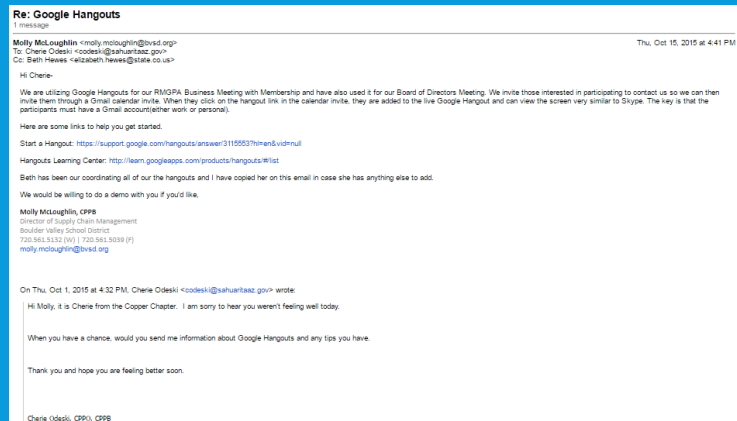 Re: Google Hangouts
1 message
Molly McLoughlin <molly.mcloughlin@bvsd.org>
Thu, Oct 15, 2015 at 4:41 PM
To: Cherie Odeski <codeski@sahuaritaaz.gov>
Cc: Beth Hewes <elizabeth.hewes@state.co.us>
Hi Cherie-
We are utilizing Google Hangouts for our RMGPA Business Meeting with Membership and have also used it for our Board of Directors Meeting. We invite those interested in participating to contact us so we can then
invite them through a Gmail calendar invite. When they click on the hangout link in the calendar invite, they are added to the live Google Hangout and can view the screen very similar to Skype. The key is that the
participants must have a Gmail account(either work or personal).
Here are some links to help you get started.
Start a Hangout: https://support.google.com/hangouts/answer/3115553?hl=en&vid=null
Hangouts Learning Center: http://learn.googleapps.com/products/hangouts/#/list
Beth has been our coordinating all of our the hangouts and I have copied her on this email in case she has anything else to add.
We would be willing to do a demo with you if you'd like,
Molly McLoughlin, CPPB
Director of Supply Chain Management
Boulder Valley School District
720.561.5132 (W) | 720.561.5039 (F)
molly.mcloughlin@bvsd.org
On Thu, Oct 1, 2015 at 4:32 PM, Cherie Odeski <codeski@sahuaritaaz.gov> wrote:
Hi Molly, it is Cherie from the Copper Chapter. I am sorry to hear you weren't feeling well today.
When you have a chance, would you send me information about Google Hangouts and any tips you have.
Thank you and hope you are feeling better soon.
Cherie Odeski, CPPO, CPPB